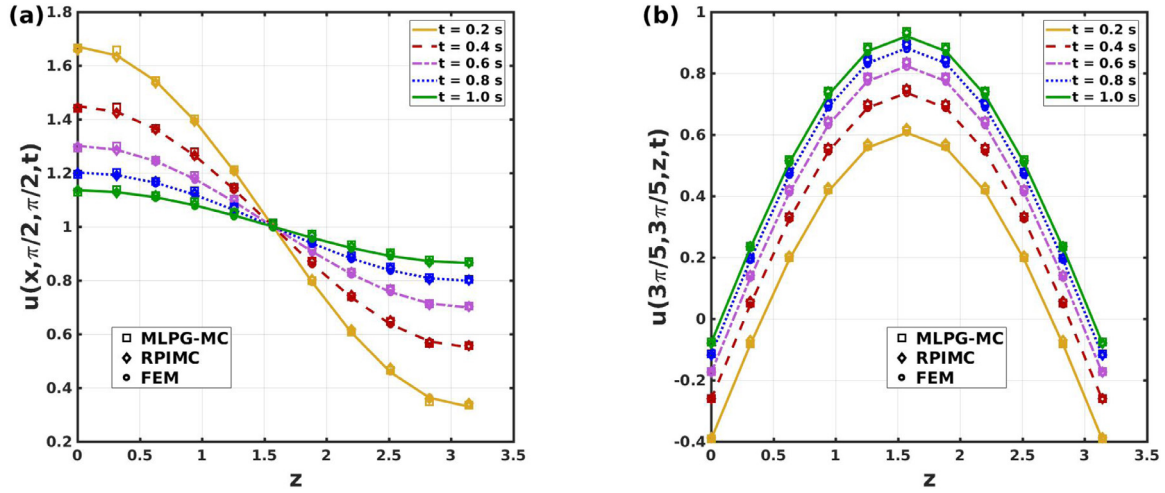 (a)
u(x,π/2,π/2,t)
1.8
1.6
1.4
1.2
1
0.8
0.6
0.4
0.2
t = 0.2 s
t = 0.4 s
t = 0.6 s
t = 0.8 s
t = 1.0 s
MLPG-MC
RPIMC
FEM
0 0.5 1 1.5 2 2.5 3 3.5
z
(b)
u(3π/5,3π/5,z,t)
1
0.8
0.6
0.4
0.2
0
-0.2
-0.4
t = 0.2 s
t = 0.4 s
t = 0.6 s
t = 0.8 s
t = 1.0 s
MLPG-MC
RPIMC
FEM
0 0.5 1 1.5 2 2.5 3 3.5
z